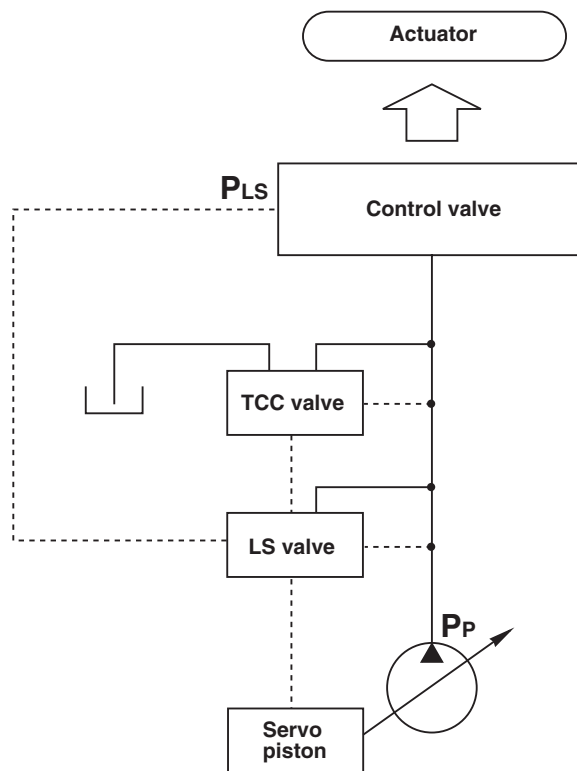 Actuator
PLS
Control valve
TCC valve
LS valve
PP
Servo
piston